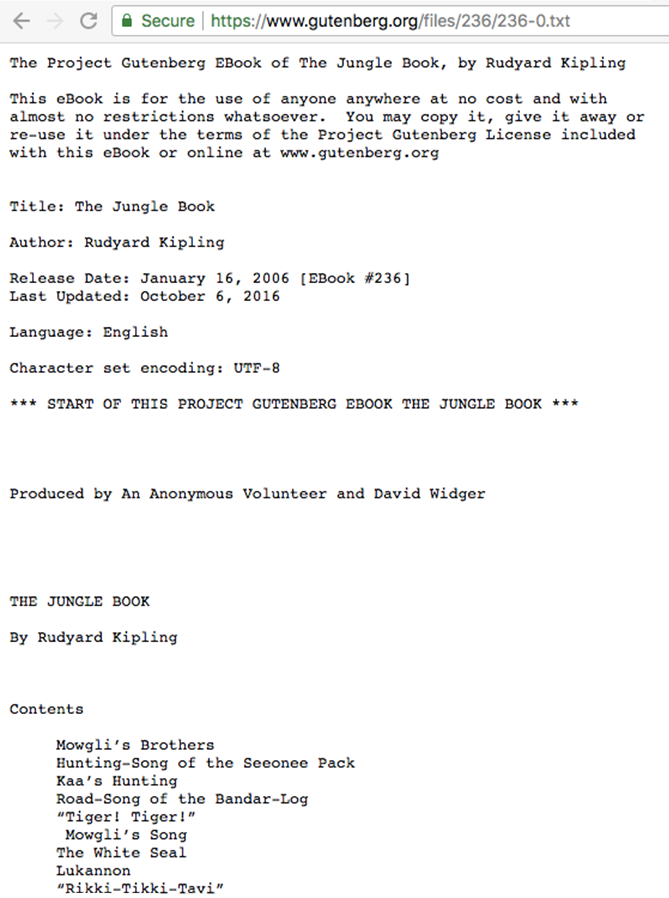 Secure https://www.gutenberg.org/files/236/236-0.txt
The Project Gutenberg EBook of The Jungle Book, by Rudyard Kipling
This eBook is for the use of anyone anywhere at no cost and with
almost no restrictions whatsoever.  You may copy it, give it away or
re-use it under the terms of the Project Gutenberg License included
with this eBook or online at www.gutenberg.org
Title: The Jungle Book
Author: Rudyard Kipling
Release Date: January 16, 2006 [EBook #236]
Last Updated: October 6, 2016
Language: English
Character set encoding: UTF-8
*** START OF THIS PROJECT GUTENBERG EBOOK THE JUNGLE BOOK ***
Produced by An Anonymous Volunteer and David Widger
THE JUNGLE BOOK
By Rudyard Kipling
Contents
Mowgli’s Brothers
Hunting-Song of the Seeonee Pack
Kaa’s Hunting
Road-Song of the Bandar-Log
“Tiger! Tiger!”
Mowgli’s Song
The White Seal
Lukannon
“Rikki-Tikki-Tavi”